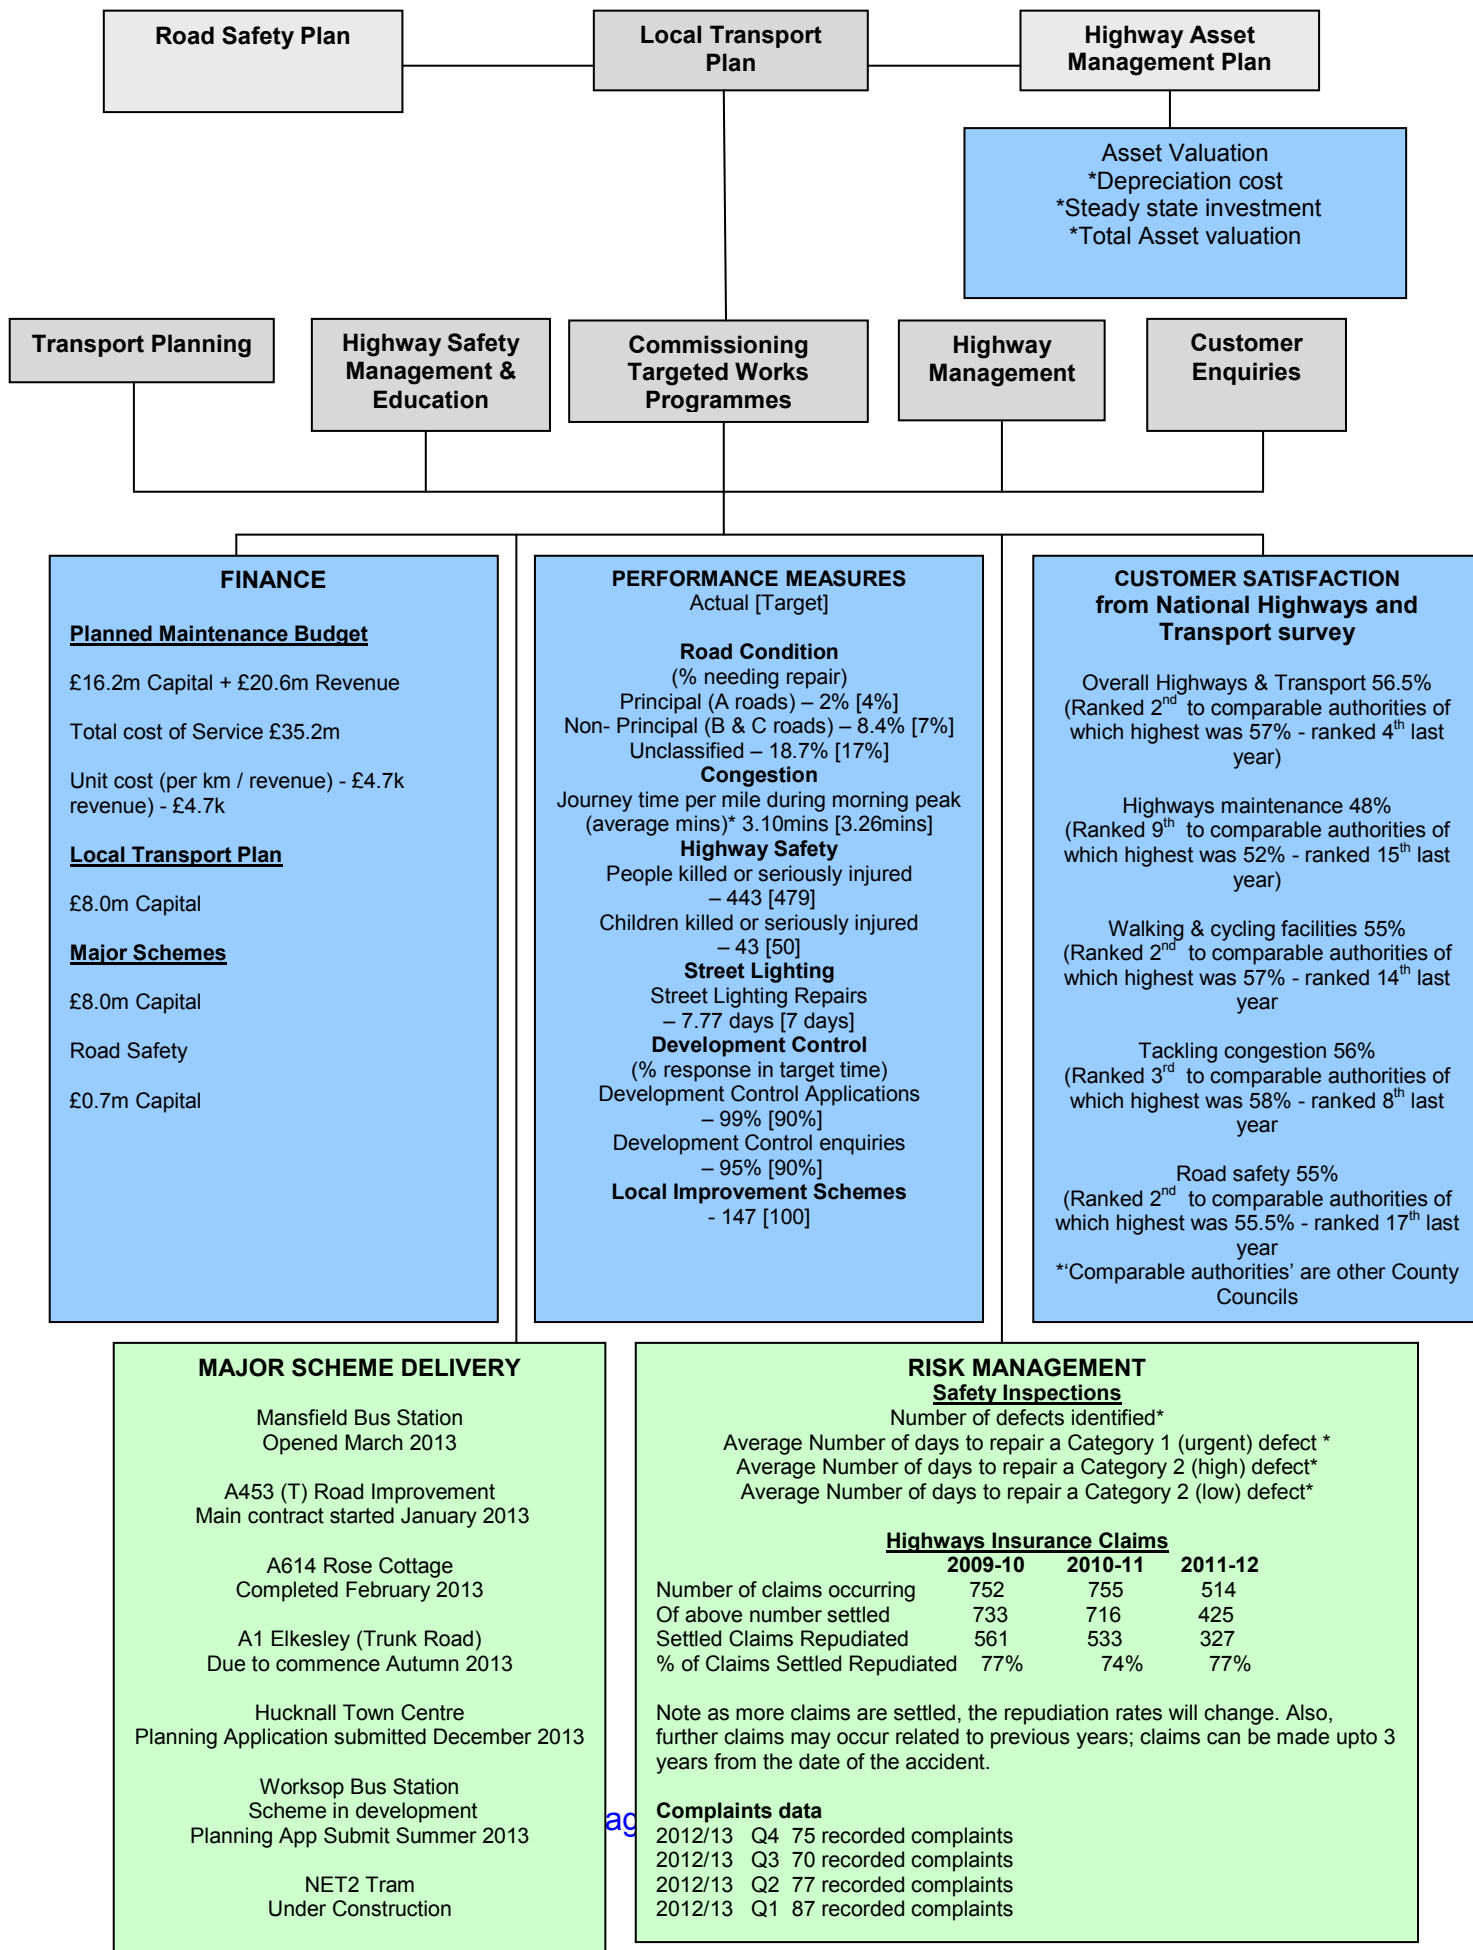 Road Safety Plan
Local Transport
Plan
Highway Asset
Management Plan
Asset Valuation
*Depreciation cost
*Steady state investment
*Total Asset valuation
Transport Planning
Highway Safety
Management &
Education
Commissioning
Targeted Works
Programmes
Highway
Management
Customer
Enquiries
FINANCE
Planned Maintenance Budget
£16.2m Capital + £20.6m Revenue
Total cost of Service £35.2m
Unit cost (per km / revenue) - £4.7k
revenue) - £4.7k
Local Transport Plan
£8.0m Capital
Major Schemes
£8.0m Capital
Road Safety
£0.7m Capital
PERFORMANCE MEASURES
Actual [Target]
Road Condition
(% needing repair)
Principal (A roads) – 2% [4%]
Non- Principal (B & C roads) – 8.4% [7%]
Unclassified – 18.7% [17%]
Congestion
Journey time per mile during morning peak
(average mins)* 3.10mins [3.26mins]
Highway Safety
People killed or seriously injured
– 443 [479]
Children killed or seriously injured
– 43 [50]
Street Lighting
Street Lighting Repairs
– 7.77 days [7 days]
Development Control
(% response in target time)
Development Control Applications
– 99% [90%]
Development Control enquiries
– 95% [90%]
Local Improvement Schemes
- 147 [100]
CUSTOMER SATISFACTION
from National Highways and
Transport survey
Overall Highways & Transport 56.5%
(Ranked 2nd to comparable authorities of
which highest was 57% - ranked 4th last
year)
Highways maintenance 48%
(Ranked 9th to comparable authorities of
which highest was 52% - ranked 15th last
year)
Walking & cycling facilities 55%
(Ranked 2nd to comparable authorities of
which highest was 57% - ranked 14th last
year
Tackling congestion 56%
(Ranked 3rd to comparable authorities of
which highest was 58% - ranked 8th last
year
Road safety 55%
(Ranked 2nd to comparable authorities of
which highest was 55.5% - ranked 17th last
year
*‘Comparable authorities’ are other County
Councils
MAJOR SCHEME DELIVERY
Mansfield Bus Station
Opened March 2013
A453 (T) Road Improvement
Main contract started January 2013
A614 Rose Cottage
Completed February 2013
A1 Elkesley (Trunk Road)
Due to commence Autumn 2013
Hucknall Town Centre
Planning Application submitted December 2013
Worksop Bus Station
Scheme in development
Planning App Submit Summer 2013
NET2 Tram
Under Construction
ag
RISK MANAGEMENT
Safety Inspections
Number of defects identified*
Average Number of days to repair a Category 1 (urgent) defect *
Average Number of days to repair a Category 2 (high) defect*
Average Number of days to repair a Category 2 (low) defect*
Highways Insurance Claims
2009-10 2010-11 2011-12
Number of claims occurring 752 755 514
Of above number settled 733 716 425
Settled Claims Repudiated 561 533 327
% of Claims Settled Repudiated 77% 74% 77%
Note as more claims are settled, the repudiation rates will change. Also,
further claims may occur related to previous years; claims can be made upto 3
years from the date of the accident.
Complaints data
2012/13 Q4 75 recorded complaints
2012/13 Q3 70 recorded complaints
2012/13 Q2 77 recorded complaints
2012/13 Q1 87 recorded complaints